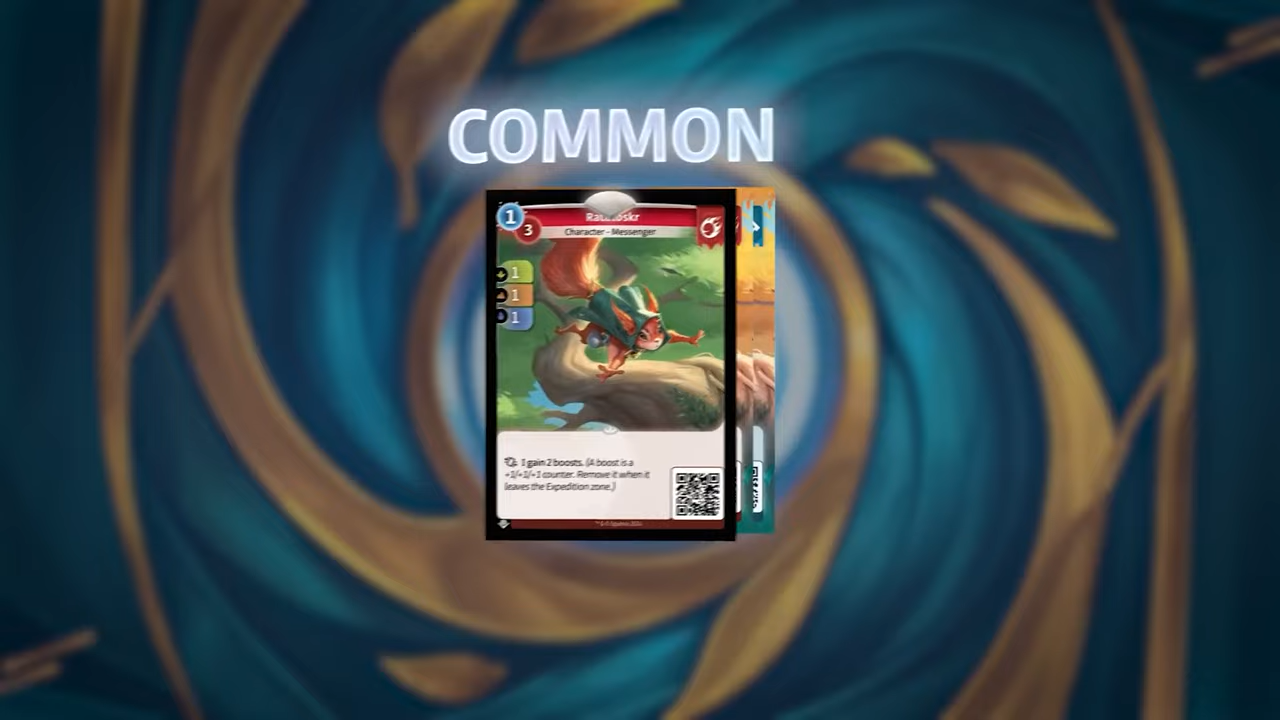 COMMON
1
3
Character - Messenger
1
1
1
I gain 2 boosts. (A boost is a
+1/+1/+1 counter. Remove it when it
leaves the Expedition zone.)